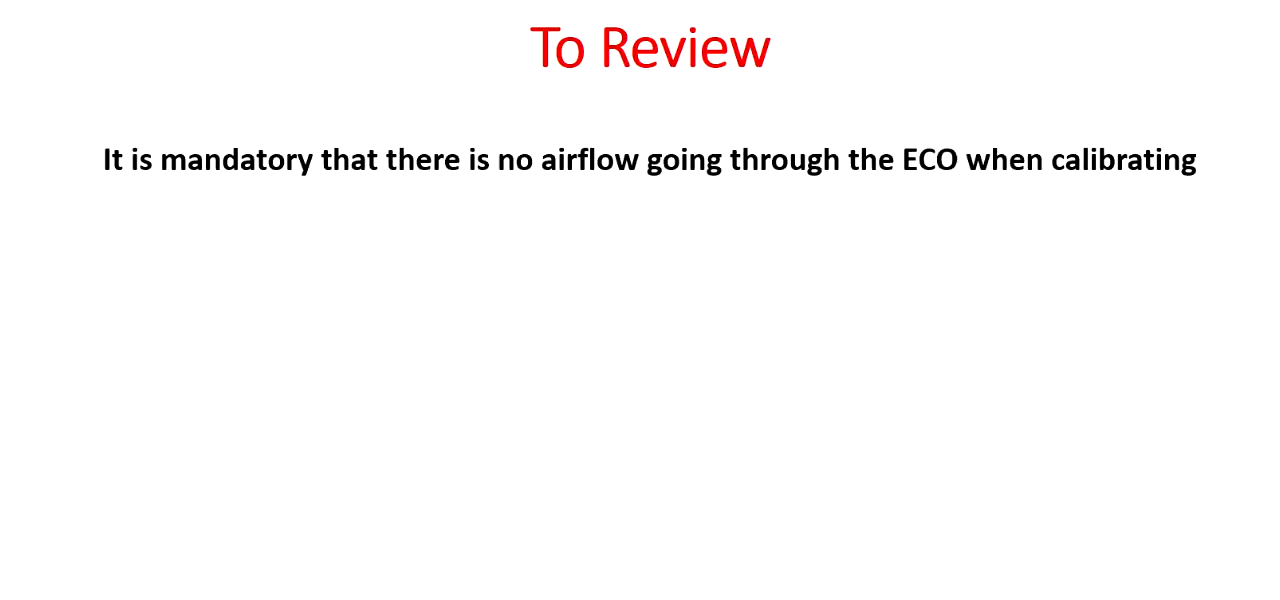 To Review
It is mandatory that there is no airflow going through the ECO when calibrating